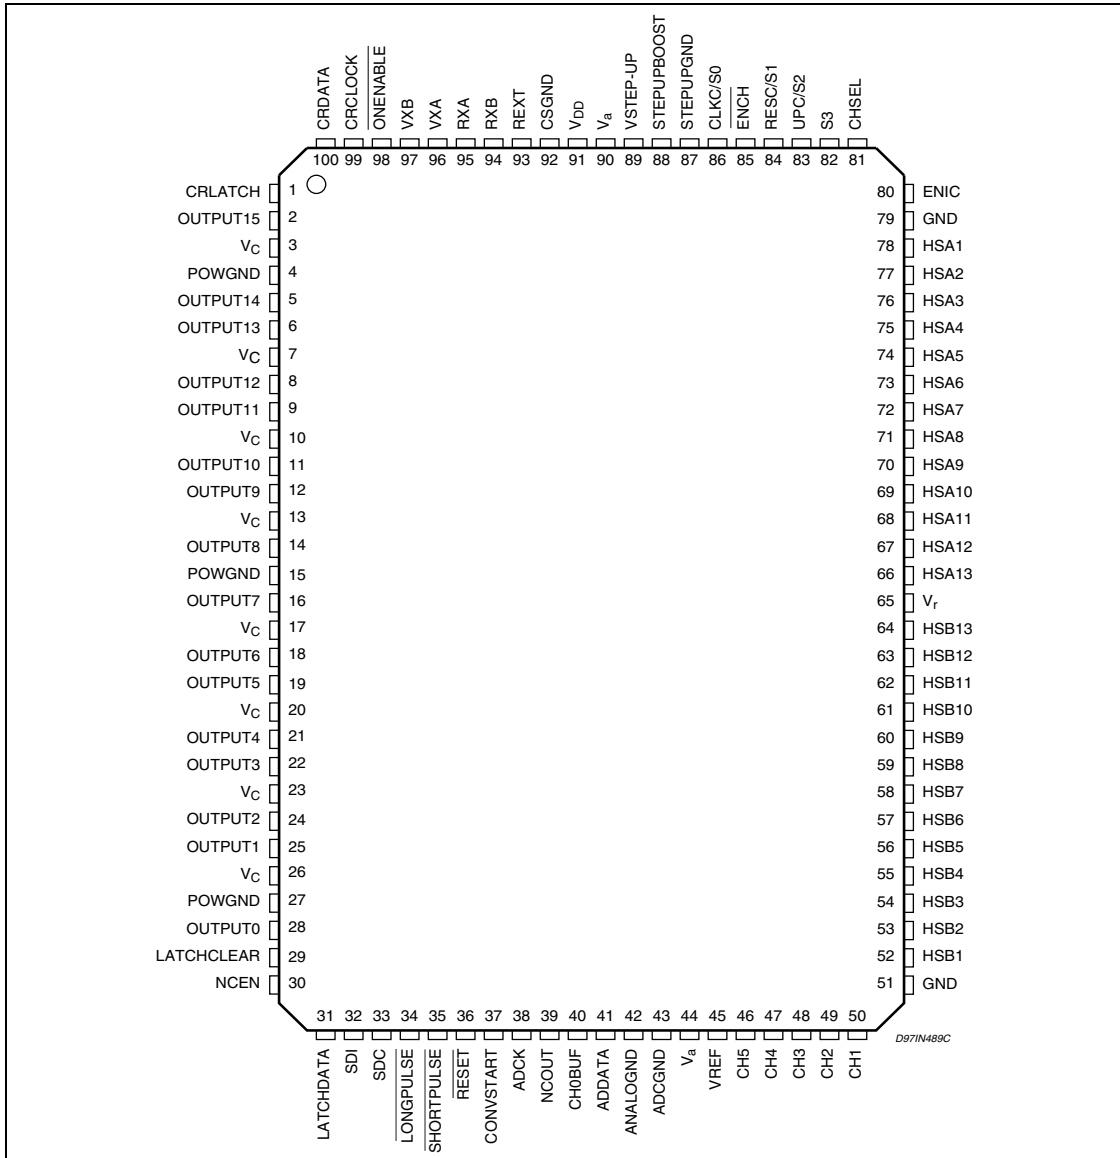 CRDATA
CRCLOCK
ONENABLE
VXB
VXA
RXA
RXB
REXT
CSGND
VDD
Va
VSTEP-UP
STEPUPBOOST
STEPUPGND
CLKC/S0
ENCH
RESC/S1
UPC/S2
S3
CHSEL
100 99 98 97 96 95 94 93 92 91 90 89 88 87 86 85 84 83 82 81
CRLATCH 1 80 ENIC
OUTPUT15 2 79 GND
VC 3 78 HSA1
POWGND 4 77 HSA2
OUTPUT14 5 76 HSA3
OUTPUT13 6 75 HSA4
VC 7 74 HSA5
OUTPUT12 8 73 HSA6
OUTPUT11 9 72 HSA7
VC 10 71 HSA8
OUTPUT10 11 70 HSA9
OUTPUT9 12 69 HSA10
VC 13 68 HSA11
OUTPUT8 14 67 HSA12
POWGND 15 66 HSA13
OUTPUT7 16 65 Vr
VC 17 64 HSB13
OUTPUT6 18 63 HSB12
OUTPUT5 19 62 HSB11
VC 20 61 HSB10
OUTPUT4 21 60 HSB9
OUTPUT3 22 59 HSB8
VC 23 58 HSB7
OUTPUT2 24 57 HSB6
OUTPUT1 25 56 HSB5
VC 26 55 HSB4
POWGND 27 54 HSB3
OUTPUT0 28 53 HSB2
LATCHCLEAR 29 52 HSB1
NCEN 30 51 GND
31 32 33 34 35 36 37 38 39 40 41 42 43 44 45 46 47 48 49 50
LATCHDATA
SDI
SDC
LONGPULSE
SHORTPULSE
RESET
CONVSTART
ADCK
NCOUT
CH0BUF
ADDATA
ANALOGND
ADCGND
Va
VREF
CH5
CH4
CH3
CH2
CH1
D97IN489C